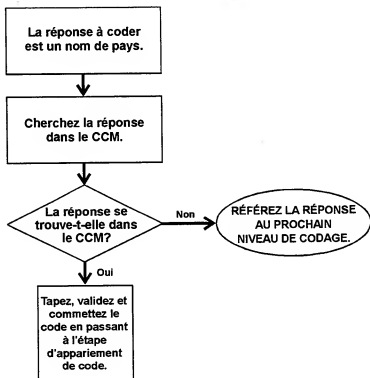 La réponse à coder
est un nom de pays.
Cherchez la réponse
dans le CCM.
La réponse se
trouve-t-elle dans
le CCM?
Non
RÉFÉREZ LA RÉPONSE
AU PROCHAIN
NIVEAU DE CODAGE.
Oui
Tapez, validez et
commettez le
code en passant
à l'étape
d'appariement
de code.